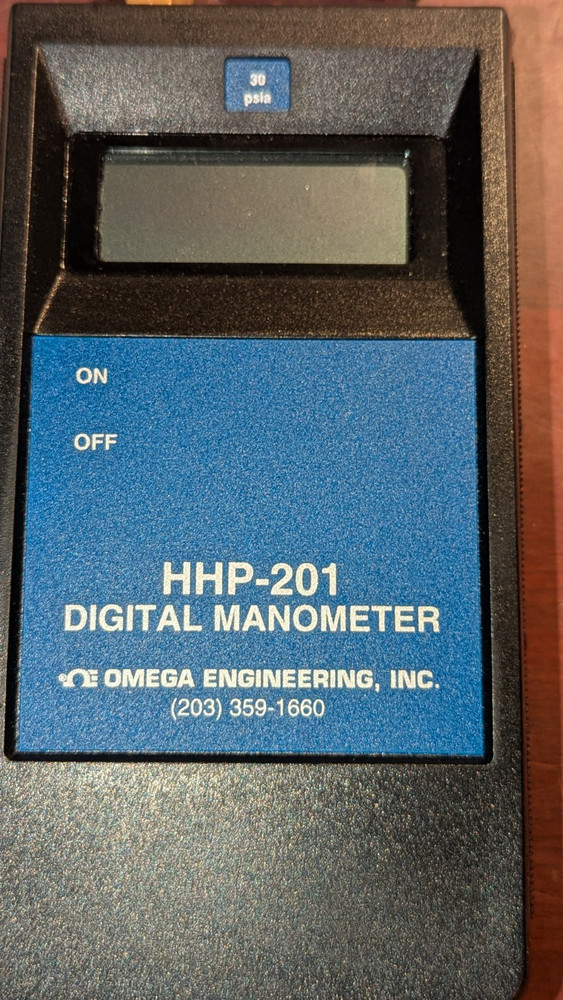 30
psia
ON
OFF
HHP-201
DIGITAL MANOMETER
OMEGA ENGINEERING, INC.
(203) 359-1660